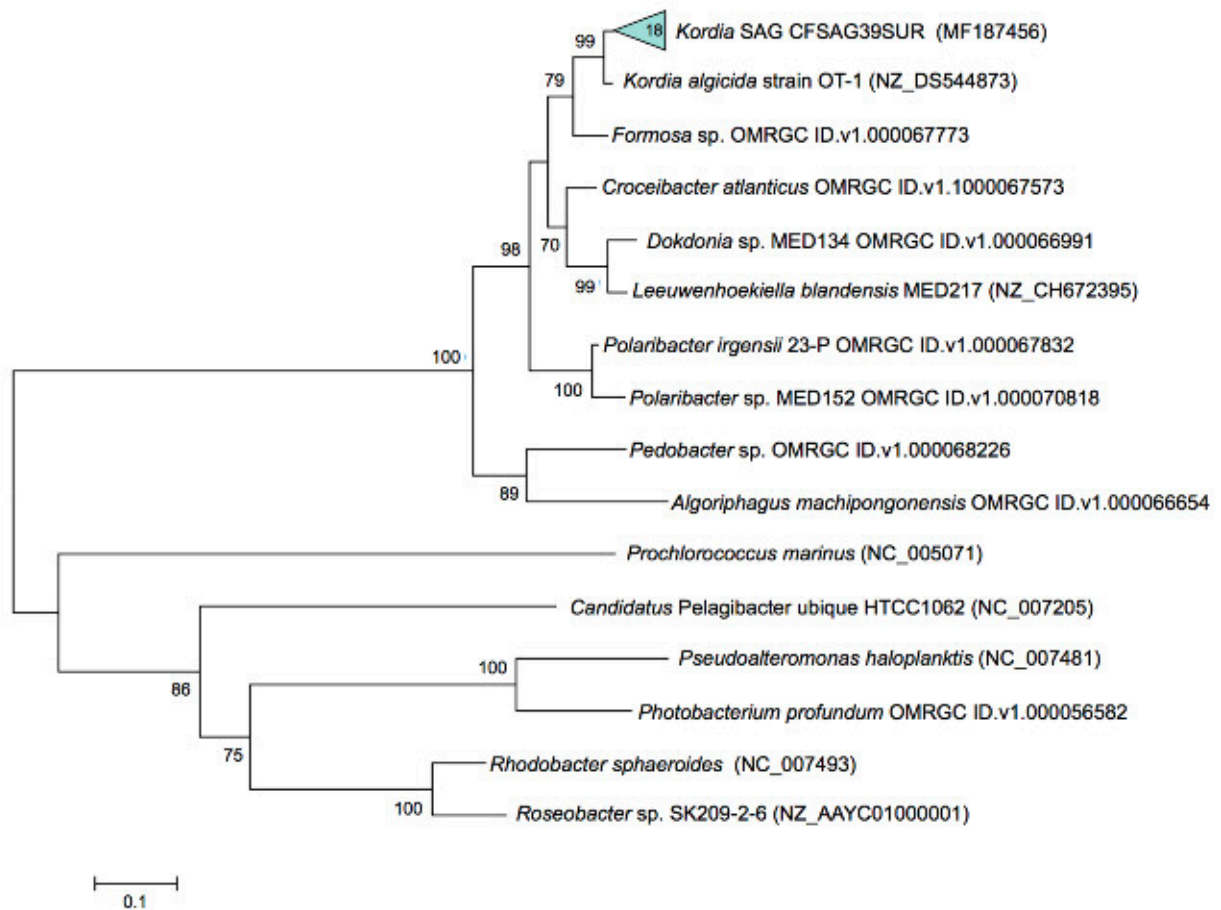 99
18
Kordia SAG CFSAG39SUR (MF187456)
79
Kordia algicida strain OT-1 (NZ_DS544873)
Formosa sp. OMRGC ID.v1.000067773
Croceibacter atlanticus OMRGC ID.v1.1000067573
98
70
Dokdonia sp. MED134 OMRGC ID.v1.000066991
99
Leeuwenhoekiella blandensis MED217 (NZ_CH672395)
100
Polaribacter irgensii 23-P OMRGC ID.v1.000067832
100
Polaribacter sp. MED152 OMRGC ID.v1.000070818
Pedobacter sp. OMRGC ID.v1.000068226
89
Algoriphagus machipongonensis OMRGC ID.v1.000066654
Prochlorococcus marinus (NC_005071)
Candidatus Pelagibacter ubique HTCC1062 (NC_007205)
100
Pseudoalteromonas haloplanktis (NC_007481)
86
Photobacterium profundum OMRGC ID.v1.000056582
75
Rhodobacter sphaeroides (NC_007493)
100
Roseobacter sp. SK209-2-6 (NZ_AAYC01000001)
0.1